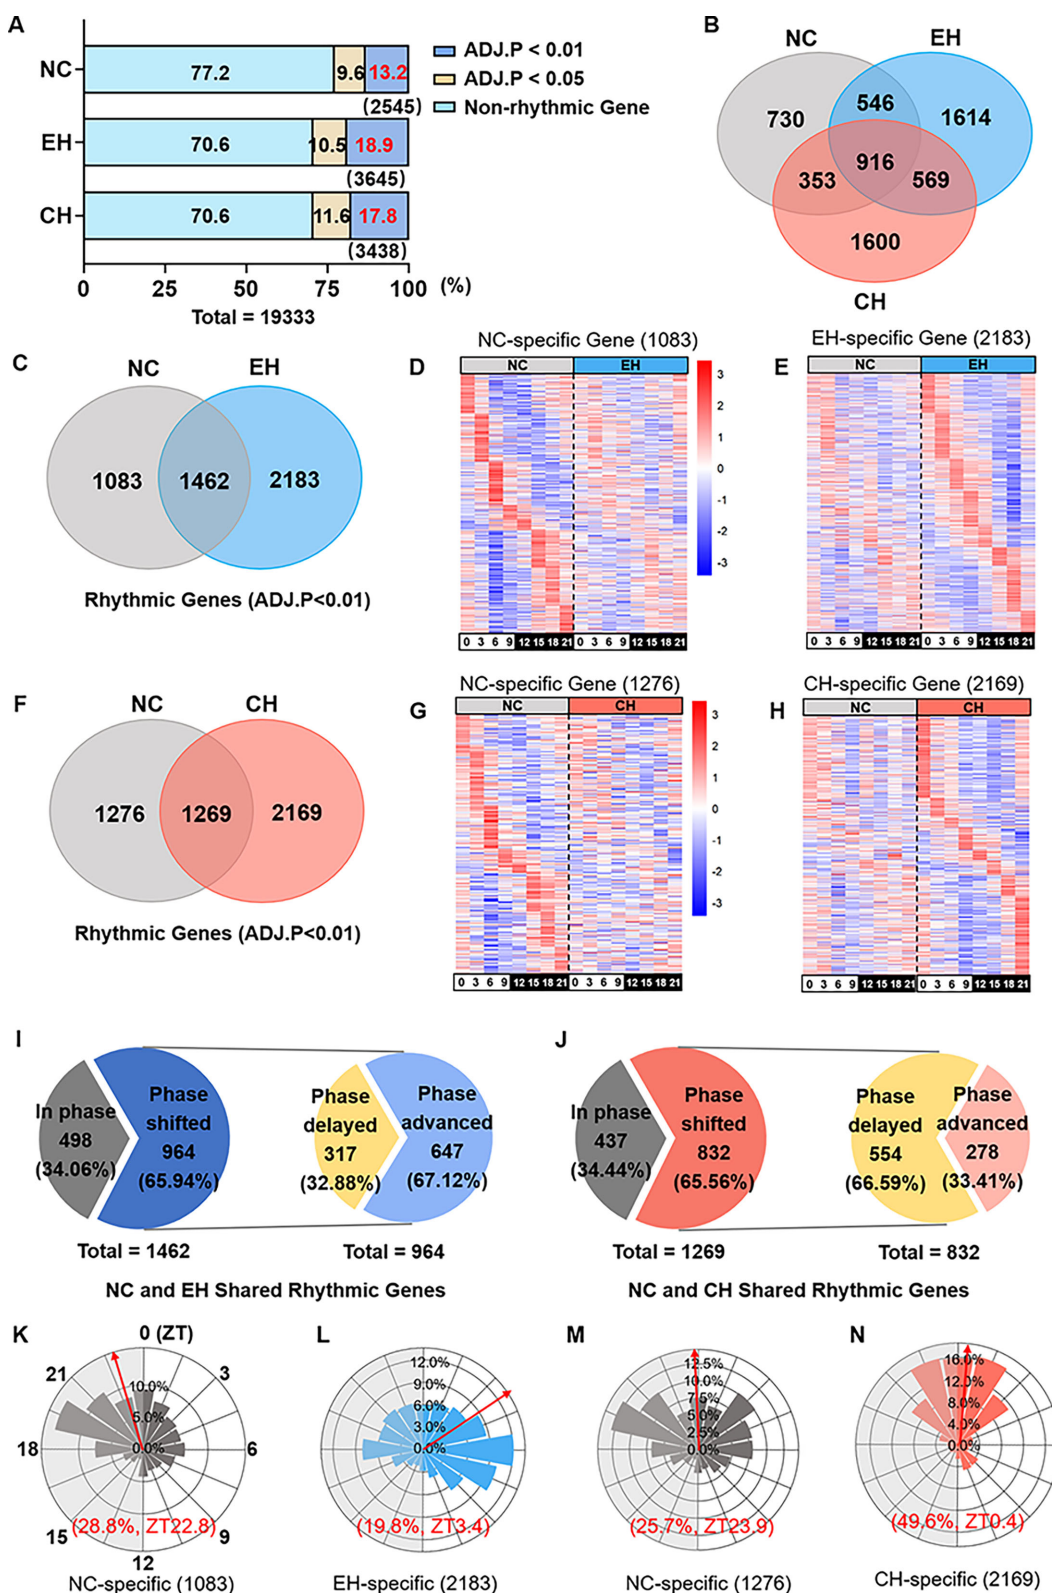 A
NC
77.2
9.6
13.2
(2545)
EH
70.6
10.5
18.9
(3645)
CH
70.6
11.6
17.8
(3438)
0
25
50
75
100
(%)
Total = 19333
ADJ.P < 0.01
ADJ.P < 0.05
Non-rhythmic Gene
B
NC
EH
730
546
1614
916
353
569
1600
CH
C
NC
EH
1083
1462
2183
Rhythmic Genes (ADJ.P<0.01)
D
NC-specific Gene (1083)
NC
EH
3
2
1
0
-1
-2
-3
0 3 6 9 12 15 18 21 0 3 6 9 12 15 18 21
E
EH-specific Gene (2183)
NC
EH
0 3 6 9 12 15 18 21 0 3 6 9 12 15 18 21
F
NC
CH
1276
1269
2169
Rhythmic Genes (ADJ.P<0.01)
G
NC-specific Gene (1276)
NC
CH
3
2
1
0
-1
-2
-3
0 3 6 9 12 15 18 21 0 3 6 9 12 15 18 21
H
CH-specific Gene (2169)
NC
CH
0 3 6 9 12 15 18 21 0 3 6 9 12 15 18 21
I
In phase
498
(34.06%)
Phase
shifted
964
(65.94%)
Phase
delayed
317
(32.88%)
Phase
advanced
647
(67.12%)
Total = 1462
Total = 964
NC and EH Shared Rhythmic Genes
J
In phase
437
(34.44%)
Phase
shifted
832
(65.56%)
Phase
delayed
554
(66.59%)
Phase
advanced
278
(33.41%)
Total = 1269
Total = 832
NC and CH Shared Rhythmic Genes
K
0 (ZT)
21
3
10.0%
5.0%
0.0%
18
6
15
9
(28.8%, ZT22.8)
12
NC-specific (1083)
L
12.0%
9.0%
6.0%
3.0%
0.0%
(19.8%, ZT3.4)
EH-specific (2183)
M
12.5%
10.0%
7.5%
5.0%
2.5%
0.0%
(25.7%, ZT23.9)
NC-specific (1276)
N
16.0%
12.0%
8.0%
4.0%
0.0%
(49.6%, ZT0.4)
CH-specific (2169)